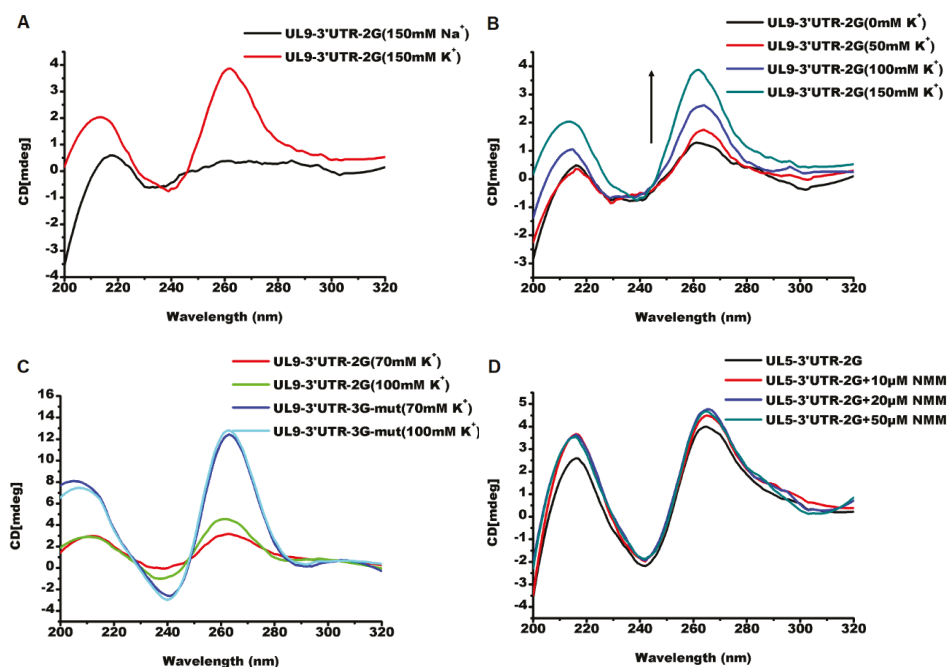 A
UL9-3'UTR-2G(150mM Na+)
UL9-3'UTR-2G(150mM K+)
CD[mdeg]
5
4
3
2
1
0
-1
-2
-3
-4
200 220 240 260 280 300 320
Wavelength (nm)
B
UL9-3'UTR-2G(0mM K+)
UL9-3'UTR-2G(50mM K+)
UL9-3'UTR-2G(100mM K+)
UL9-3'UTR-2G(150mM K+)
CD[mdeg]
4
3
2
1
0
-1
-2
-3
200 220 240 260 280 300 320
Wavelength (nm)
C
UL9-3'UTR-2G(70mM K+)
UL9-3'UTR-2G(100mM K+)
UL9-3'UTR-3G-mut(70mM K+)
UL9-3'UTR-3G-mut(100mM K+)
CD[mdeg]
16
14
12
10
8
6
4
2
0
-2
-4
200 220 240 260 280 300 320
Wavelength (nm)
D
UL5-3'UTR-2G
UL5-3'UTR-2G+10μM NMM
UL5-3'UTR-2G+20μM NMM
UL5-3'UTR-2G+50μM NMM
CD[mdeg]
5
4
3
2
1
0
-1
-2
-3
-4
200 220 240 260 280 300 320
Wavelength (nm)